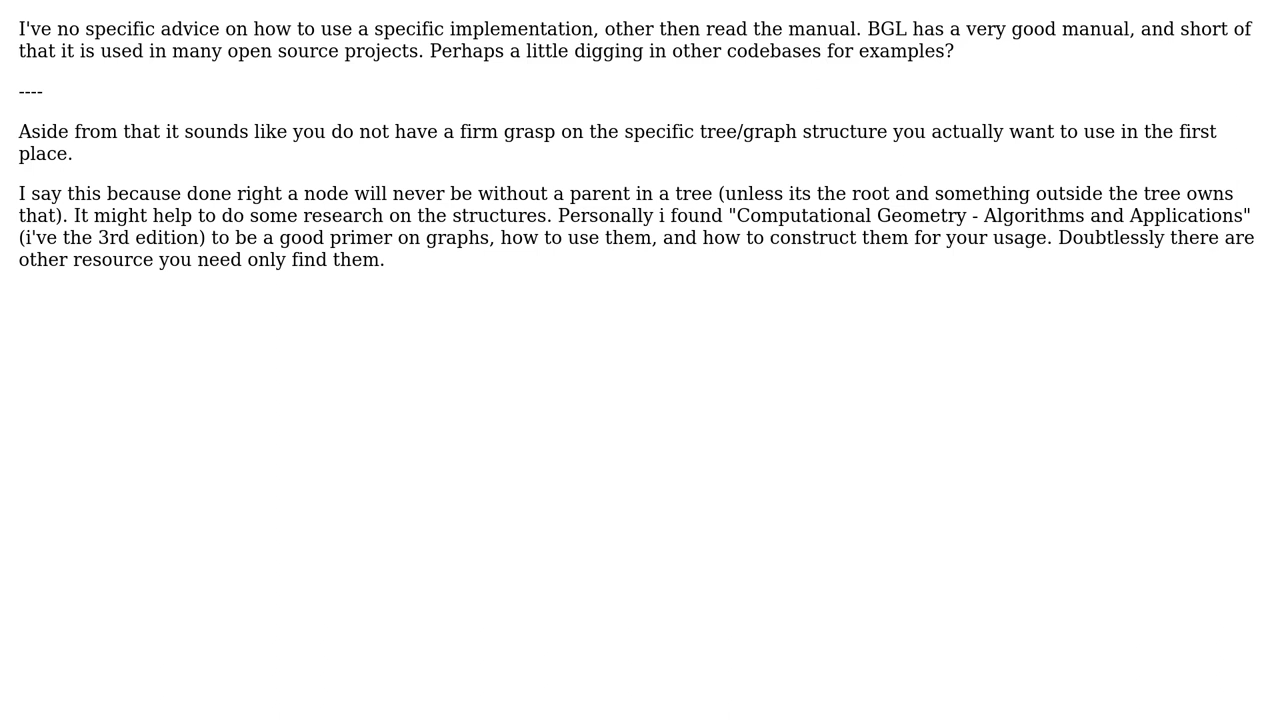 I've no specific advice on how to use a specific implementation, other then read the manual. BGL has a very good manual, and short of
that it is used in many open source projects. Perhaps a little digging in other codebases for examples?
----
Aside from that it sounds like you do not have a firm grasp on the specific tree/graph structure you actually want to use in the first
place.
I say this because done right a node will never be without a parent in a tree (unless its the root and something outside the tree owns
that). It might help to do some research on the structures. Personally i found "Computational Geometry - Algorithms and Applications"
(i've the 3rd edition) to be a good primer on graphs, how to use them, and how to construct them for your usage. Doubtlessly there are
other resource you need only find them.